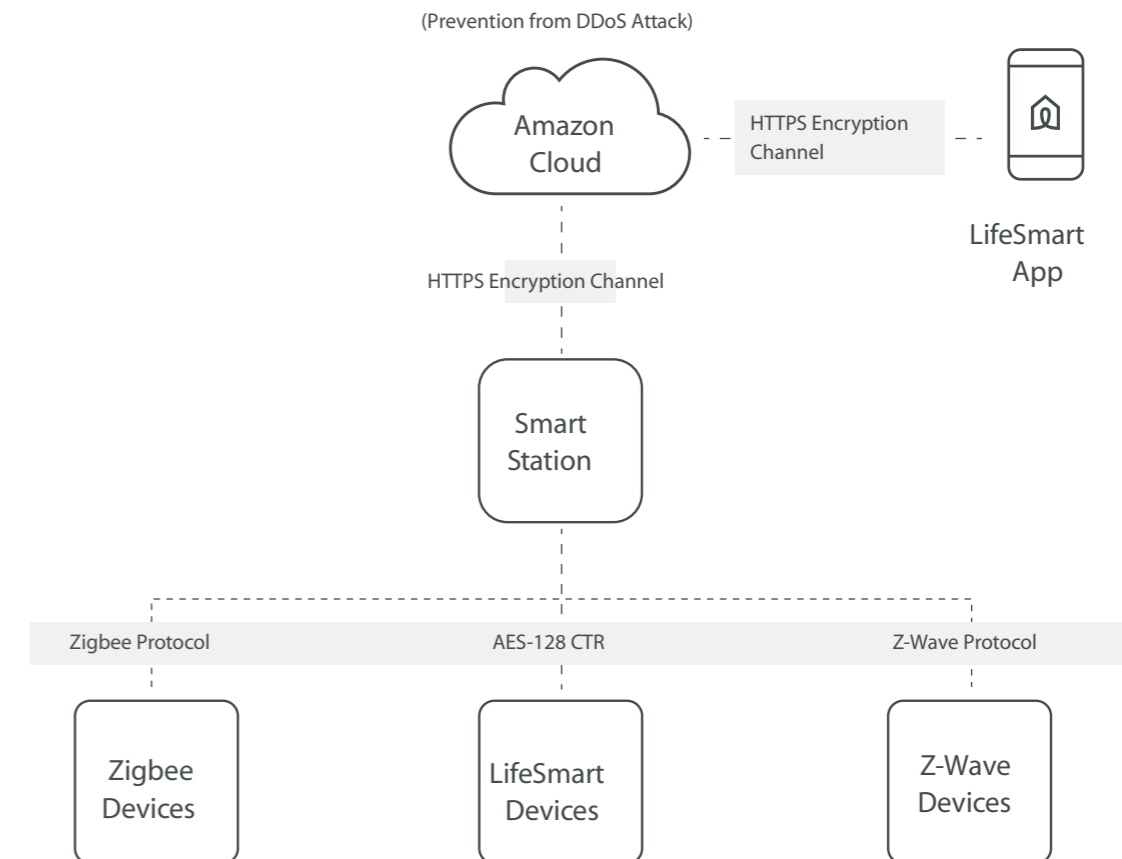 (Prevention from DDoS Attack)
Amazon
Cloud
HTTPS Encryption
Channel
LifeSmart
App
HTTPS Encryption Channel
Smart
Station
Zigbee Protocol
AES-128 CTR
Z-Wave Protocol
Zigbee
Devices
LifeSmart
Devices
Z-Wave
Devices